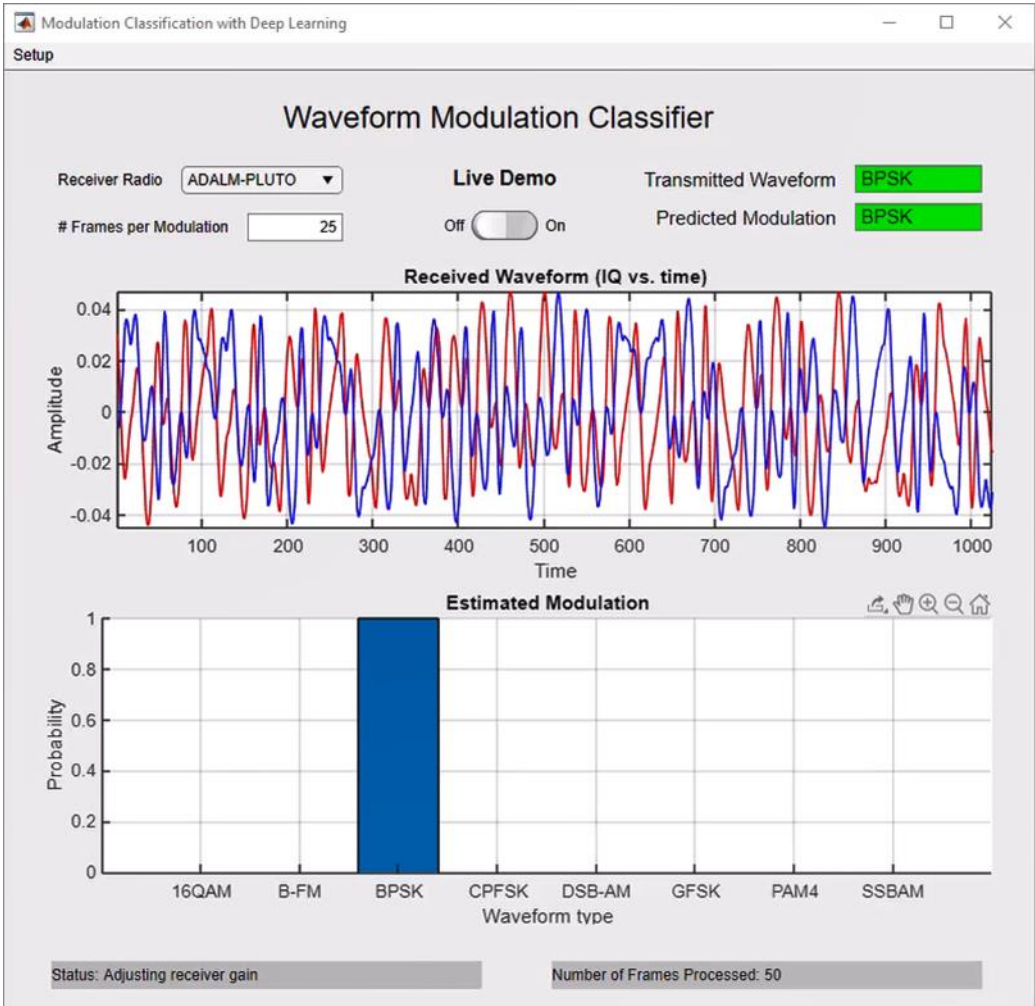 Modulation Classification with Deep Learning
Setup
Waveform Modulation Classifier
Receiver Radio ADALM-PLUTO Live Demo Transmitted Waveform BPSK
# Frames per Modulation 25 Off On Predicted Modulation BPSK
Received Waveform (IQ vs. time)
Amplitude
0.04
0.02
0
-0.02
-0.04
100 200 300 400 500 600 700 800 900 1000
Time
Estimated Modulation
Probability
1
0.8
0.6
0.4
0.2
0
16QAM B-FM BPSK CPFSK DSB-AM GFSK PAM4 SSBAM
Waveform type
Status: Adjusting receiver gain Number of Frames Processed: 50